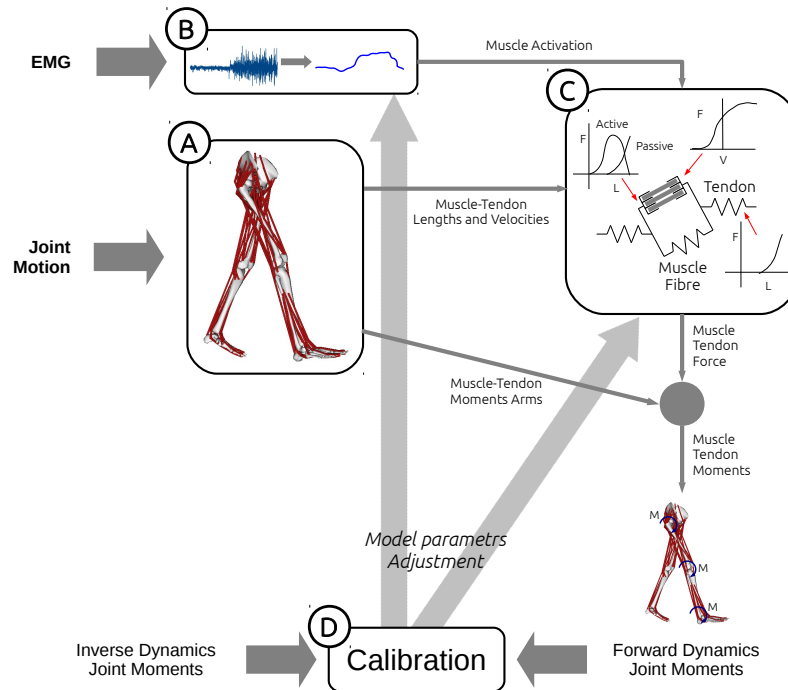 B
EMG
Muscle Activation
C
Active
F
Passive
L
F
V
Tendon
Muscle
Fibre
F
L
A
Joint
Motion
Muscle-Tendon
Lengths and Velocities
Muscle
Tendon
Force
Muscle-Tendon
Moments Arms
Muscle
Tendon
Moments
M
M
M
Model parametrs
Adjustment
D
Calibration
Inverse Dynamics
Joint Moments
Forward Dynamics
Joint Moments